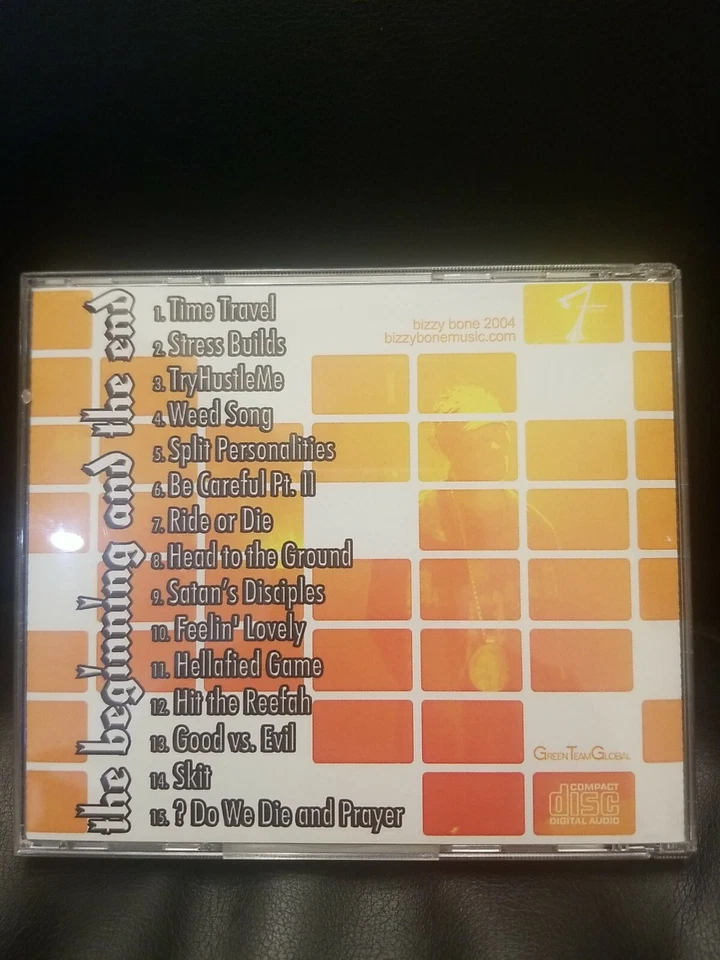 the beginning and the end
1. Time Travel
2. Stress Builds
3. TryHustleMe
4. Weed Song
5. Split Personalities
6. Be Careful Pt. II
7. Ride or Die
8. Head to the Ground
9. Satan's Disciples
10. Feelin' Lovely
11. Hellafied Game
12. Hit the Reefah
13. Good vs. Evil
14. Skit
15. ? Do We Die and Prayer
bizzy bone 2004
bizzybonemusic.com
7
GREENTEAMGLOBAL
COMPACT
disc
DIGITAL AUDIO